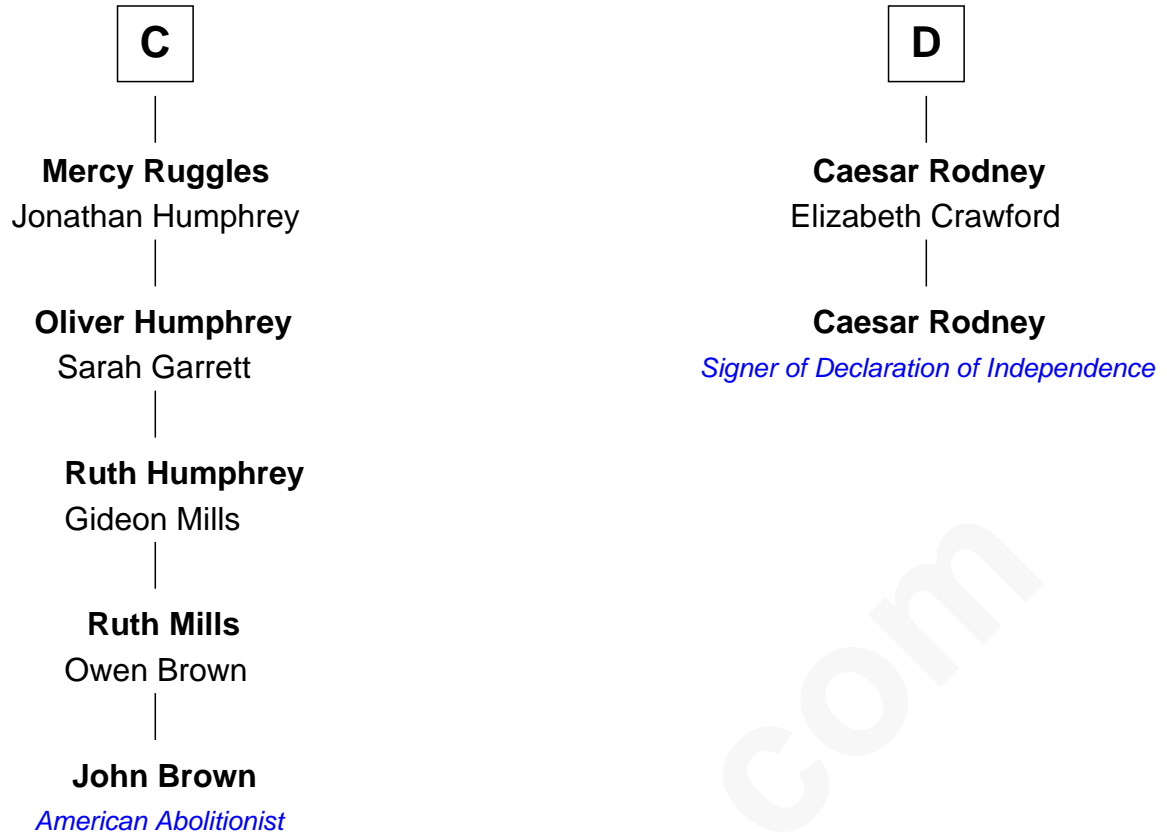 C
Mercy Ruggles
Jonathan Humphrey
Oliver Humphrey
Sarah Garrett
Ruth Humphrey
Gideon Mills
Ruth Mills
Owen Brown
John Brown
American Abolitionist
D
Caesar Rodney
Elizabeth Crawford
Caesar Rodney
Signer of Declaration of Independence
com